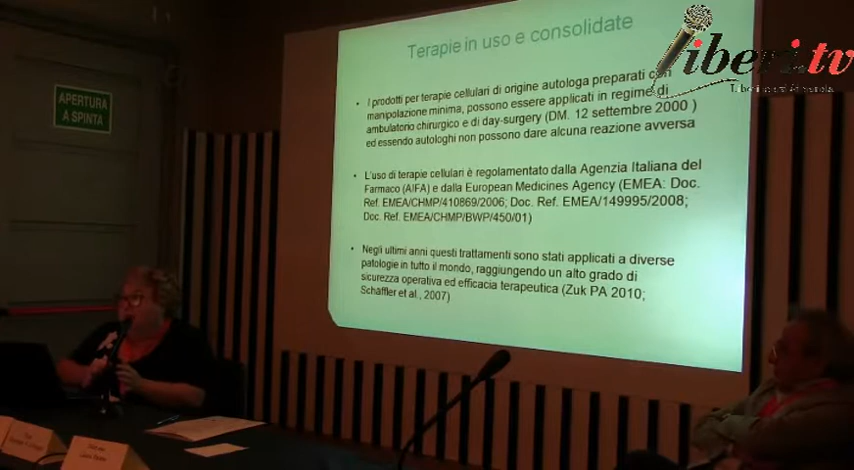 Terapie in uso e consolidate
liberi.tv
APERTURA
A SPINTA
• I prodotti per terapie cellulari di origine autologa preparati con
manipolazione minima, possono essere applicati in regime di
ambulatorio chirurgico e di day-surgery (DM. 12 settembre 2000 )
ed essendo autologhi non possono dare alcuna reazione avversa
• L'uso di terapie cellulari è regolamentato dalla Agenzia Italiana del
Farmaco (AIFA) e dalla European Medicines Agency (EMEA: Doc.
Ref. EMEA/CHMP/410869/2006; Doc. Ref. EMEA/149995/2008;
Doc. Ref. EMEA/CHMP/BWP/450/01)
• Negli ultimi anni questi trattamenti sono stati applicati a diverse
patologie in tutto il mondo, raggiungendo un alto grado di
sicurezza operativa ed efficacia terapeutica (Zuk PA 2010;
Schäffler et al., 2007)